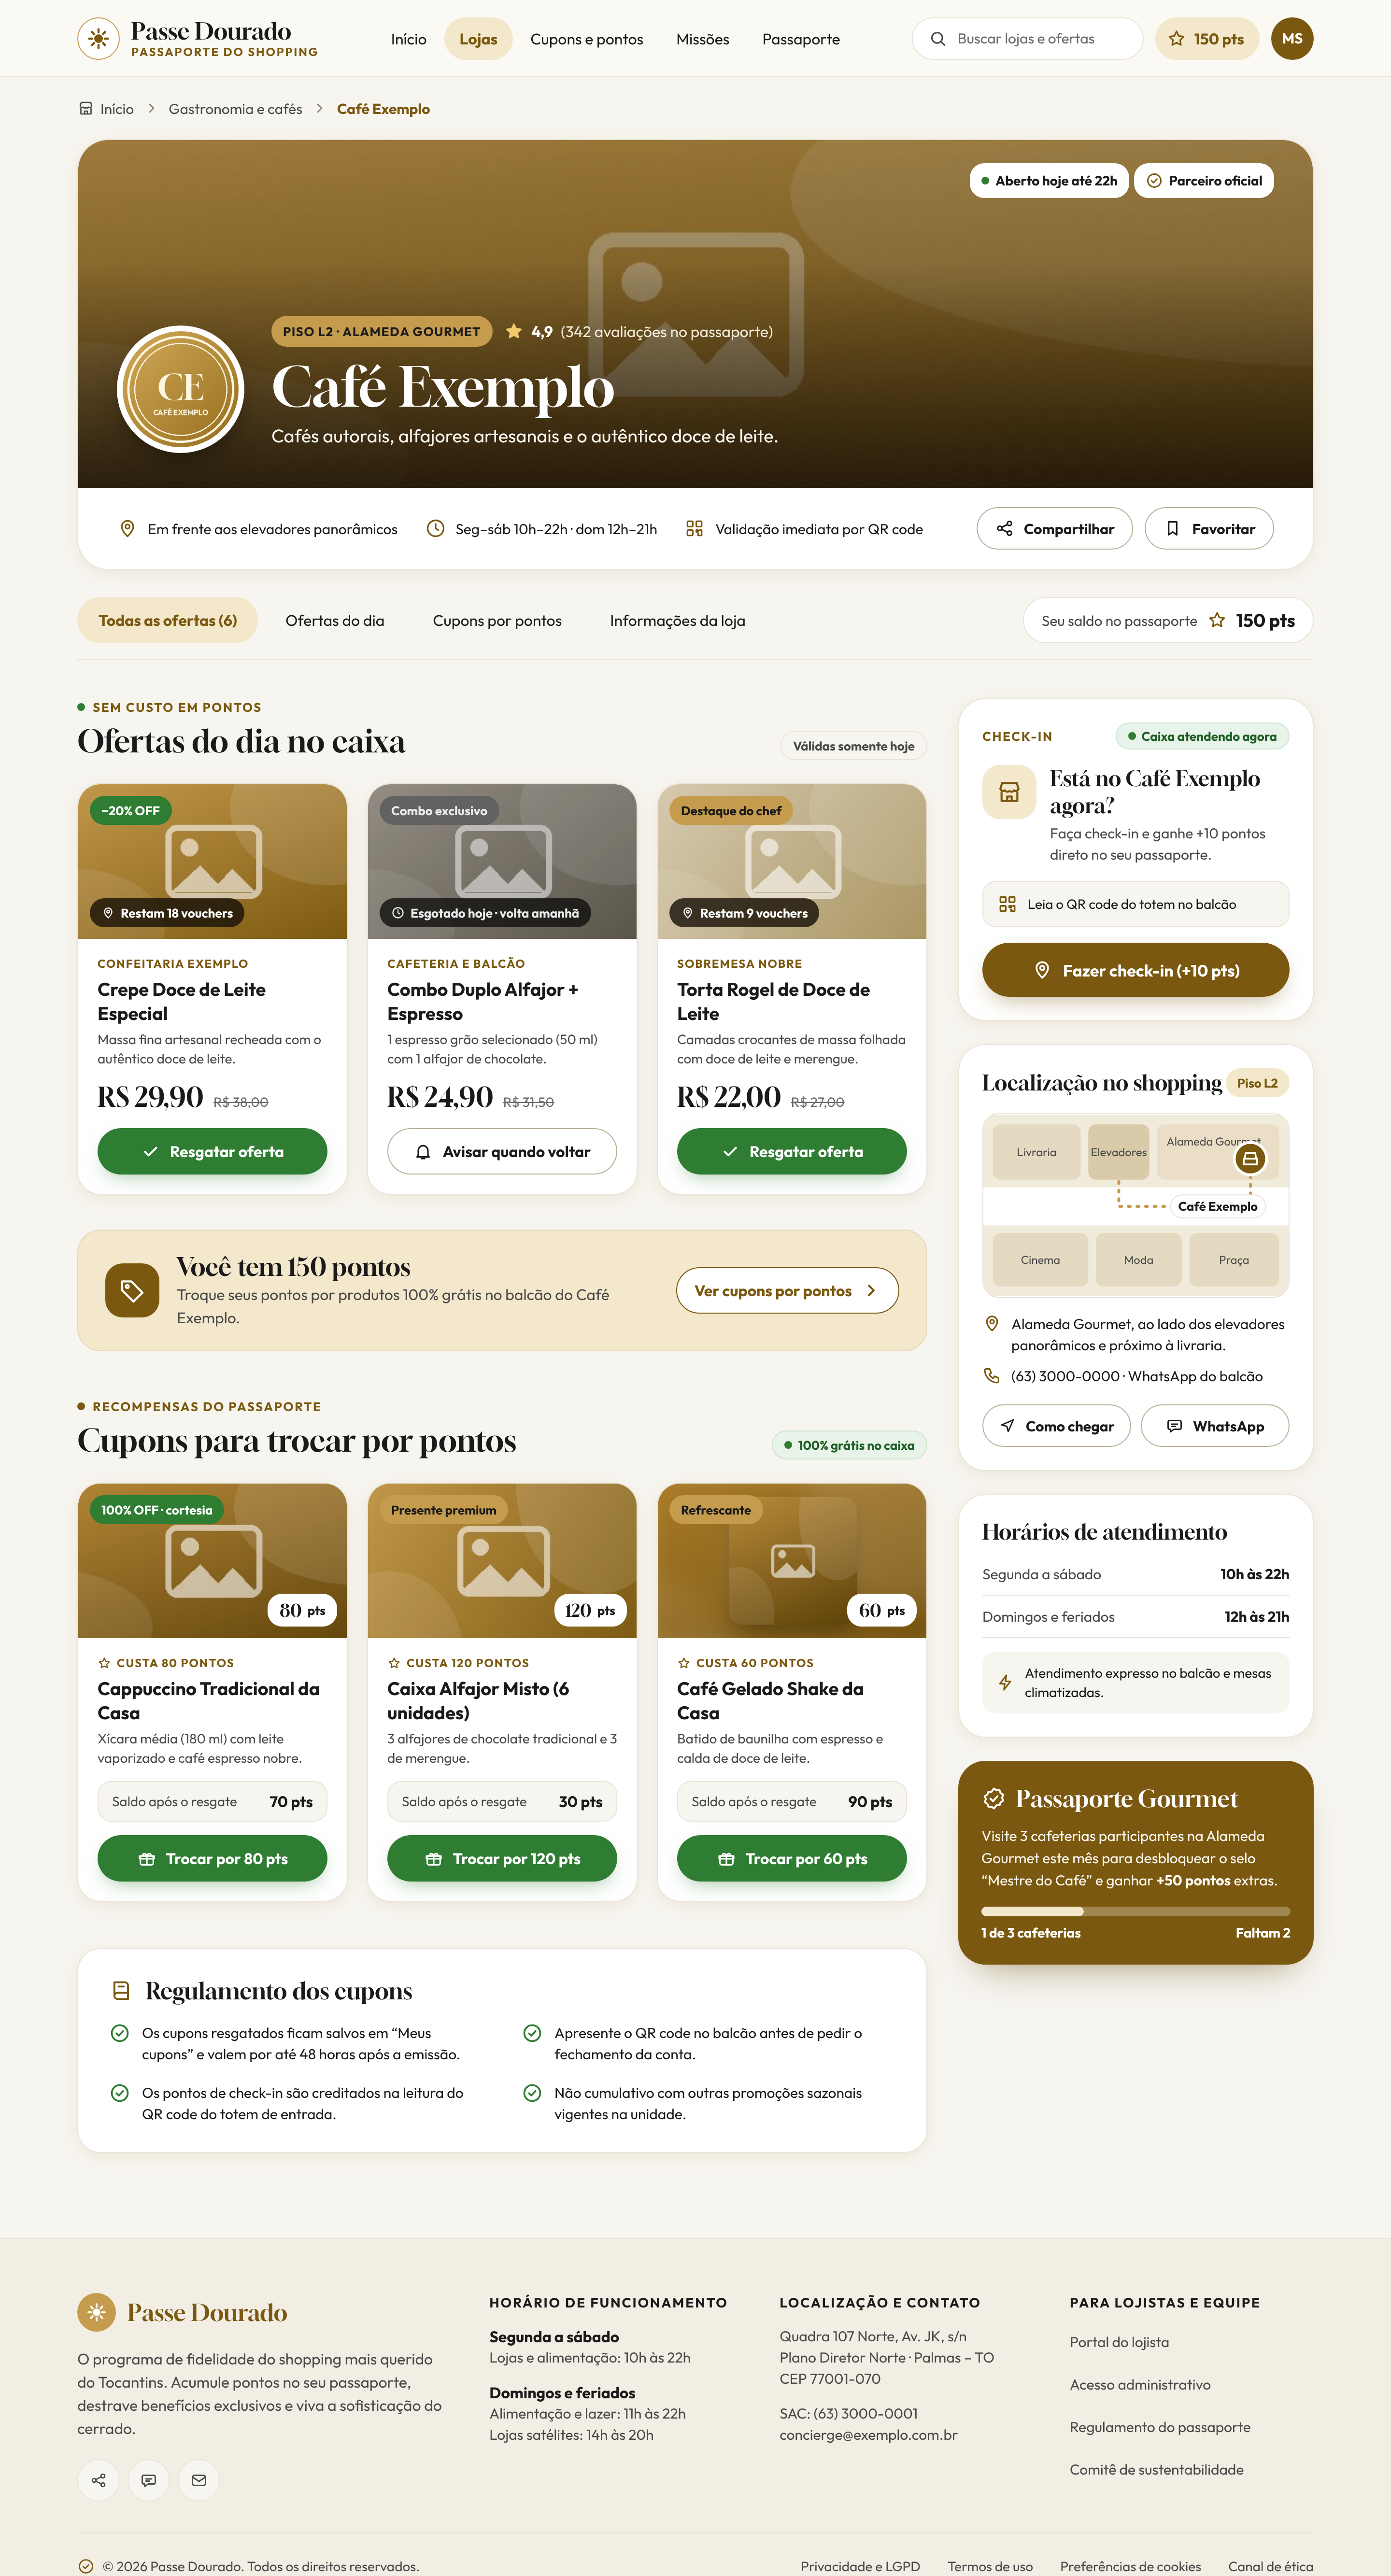 Passe Dourado
PASSAPORTE DO SHOPPING
Início
Lojas
Cupons e pontos
Missões
Passaporte
Buscar lojas e ofertas
150 pts
MS
Início
Gastronomia e cafés
Café Exemplo
Aberto hoje até 22h
Parceiro oficial
PISO L2 · ALAMEDA GOURMET
4,9 (342 avaliações no passaporte)
CE
CAFÉ EXEMPLO
Café Exemplo
Cafés autorais, alfajores artesanais e o autêntico doce de leite.
Em frente aos elevadores panorâmicos
Seg–sáb 10h–22h · dom 12h–21h
Validação imediata por QR code
Compartilhar
Favoritar
Todas as ofertas (6)
Ofertas do dia
Cupons por pontos
Informações da loja
Seu saldo no passaporte
150 pts
SEM CUSTO EM PONTOS
Ofertas do dia no caixa
Válidas somente hoje
−20% OFF
Restam 18 vouchers
CONFEITARIA EXEMPLO
Crepe Doce de Leite
Especial
Massa fina artesanal recheada com o
autêntico doce de leite.
R$ 29,90 R$ 38,00
Resgatar oferta
Combo exclusivo
Esgotado hoje · volta amanhã
CAFETERIA E BALCÃO
Combo Duplo Alfajor +
Espresso
1 espresso grão selecionado (50 ml)
com 1 alfajor de chocolate.
R$ 24,90 R$ 31,50
Avisar quando voltar
Destaque do chef
Restam 9 vouchers
SOBREMESA NOBRE
Torta Rogel de Doce de
Leite
Camadas crocantes de massa folhada
com doce de leite e merengue.
R$ 22,00 R$ 27,00
Resgatar oferta
Você tem 150 pontos
Troque seus pontos por produtos 100% grátis no balcão do Café
Exemplo.
Ver cupons por pontos
RECOMPENSAS DO PASSAPORTE
Cupons para trocar por pontos
100% grátis no caixa
100% OFF · cortesia
80 pts
CUSTA 80 PONTOS
Cappuccino Tradicional da
Casa
Xícara média (180 ml) com leite
vaporizado e café espresso nobre.
Saldo após o resgate 70 pts
Trocar por 80 pts
Presente premium
120 pts
CUSTA 120 PONTOS
Caixa Alfajor Misto (6
unidades)
3 alfajores de chocolate tradicional e 3
de merengue.
Saldo após o resgate 30 pts
Trocar por 120 pts
Refrescante
60 pts
CUSTA 60 PONTOS
Café Gelado Shake da
Casa
Batido de baunilha com espresso e
calda de doce de leite.
Saldo após o resgate 90 pts
Trocar por 60 pts
Regulamento dos cupons
Os cupons resgatados ficam salvos em “Meus
cupons” e valem por até 48 horas após a emissão.
Apresente o QR code no balcão antes de pedir o
fechamento da conta.
Os pontos de check-in são creditados na leitura do
QR code do totem de entrada.
Não cumulativo com outras promoções sazonais
vigentes na unidade.
CHECK-IN
Caixa atendendo agora
Está no Café Exemplo
agora?
Faça check-in e ganhe +10 pontos
direto no seu passaporte.
Leia o QR code do totem no balcão
Fazer check-in (+10 pts)
Localização no shopping
Piso L2
Livraria
Elevadores
Alameda Gourmet
Café Exemplo
Cinema
Moda
Praça
Alameda Gourmet, ao lado dos elevadores
panorâmicos e próximo à livraria.
(63) 3000-0000 · WhatsApp do balcão
Como chegar
WhatsApp
Horários de atendimento
Segunda a sábado 10h às 22h
Domingos e feriados 12h às 21h
Atendimento expresso no balcão e mesas
climatizadas.
Passaporte Gourmet
Visite 3 cafeterias participantes na Alameda
Gourmet este mês para desbloquear o selo
“Mestre do Café” e ganhar +50 pontos extras.
1 de 3 cafeterias
Faltam 2
Passe Dourado
O programa de fidelidade do shopping mais querido
do Tocantins. Acumule pontos no seu passaporte,
destrave benefícios exclusivos e viva a sofisticação do
cerrado.
HORÁRIO DE FUNCIONAMENTO
Segunda a sábado
Lojas e alimentação: 10h às 22h
Domingos e feriados
Alimentação e lazer: 11h às 22h
Lojas satélites: 14h às 20h
LOCALIZAÇÃO E CONTATO
Quadra 107 Norte, Av. JK, s/n
Plano Diretor Norte · Palmas – TO
CEP 77001-070
SAC: (63) 3000-0001
concierge@exemplo.com.br
PARA LOJISTAS E EQUIPE
Portal do lojista
Acesso administrativo
Regulamento do passaporte
Comitê de sustentabilidade
© 2026 Passe Dourado. Todos os direitos reservados.
Privacidade e LGPD
Termos de uso
Preferências de cookies
Canal de ética